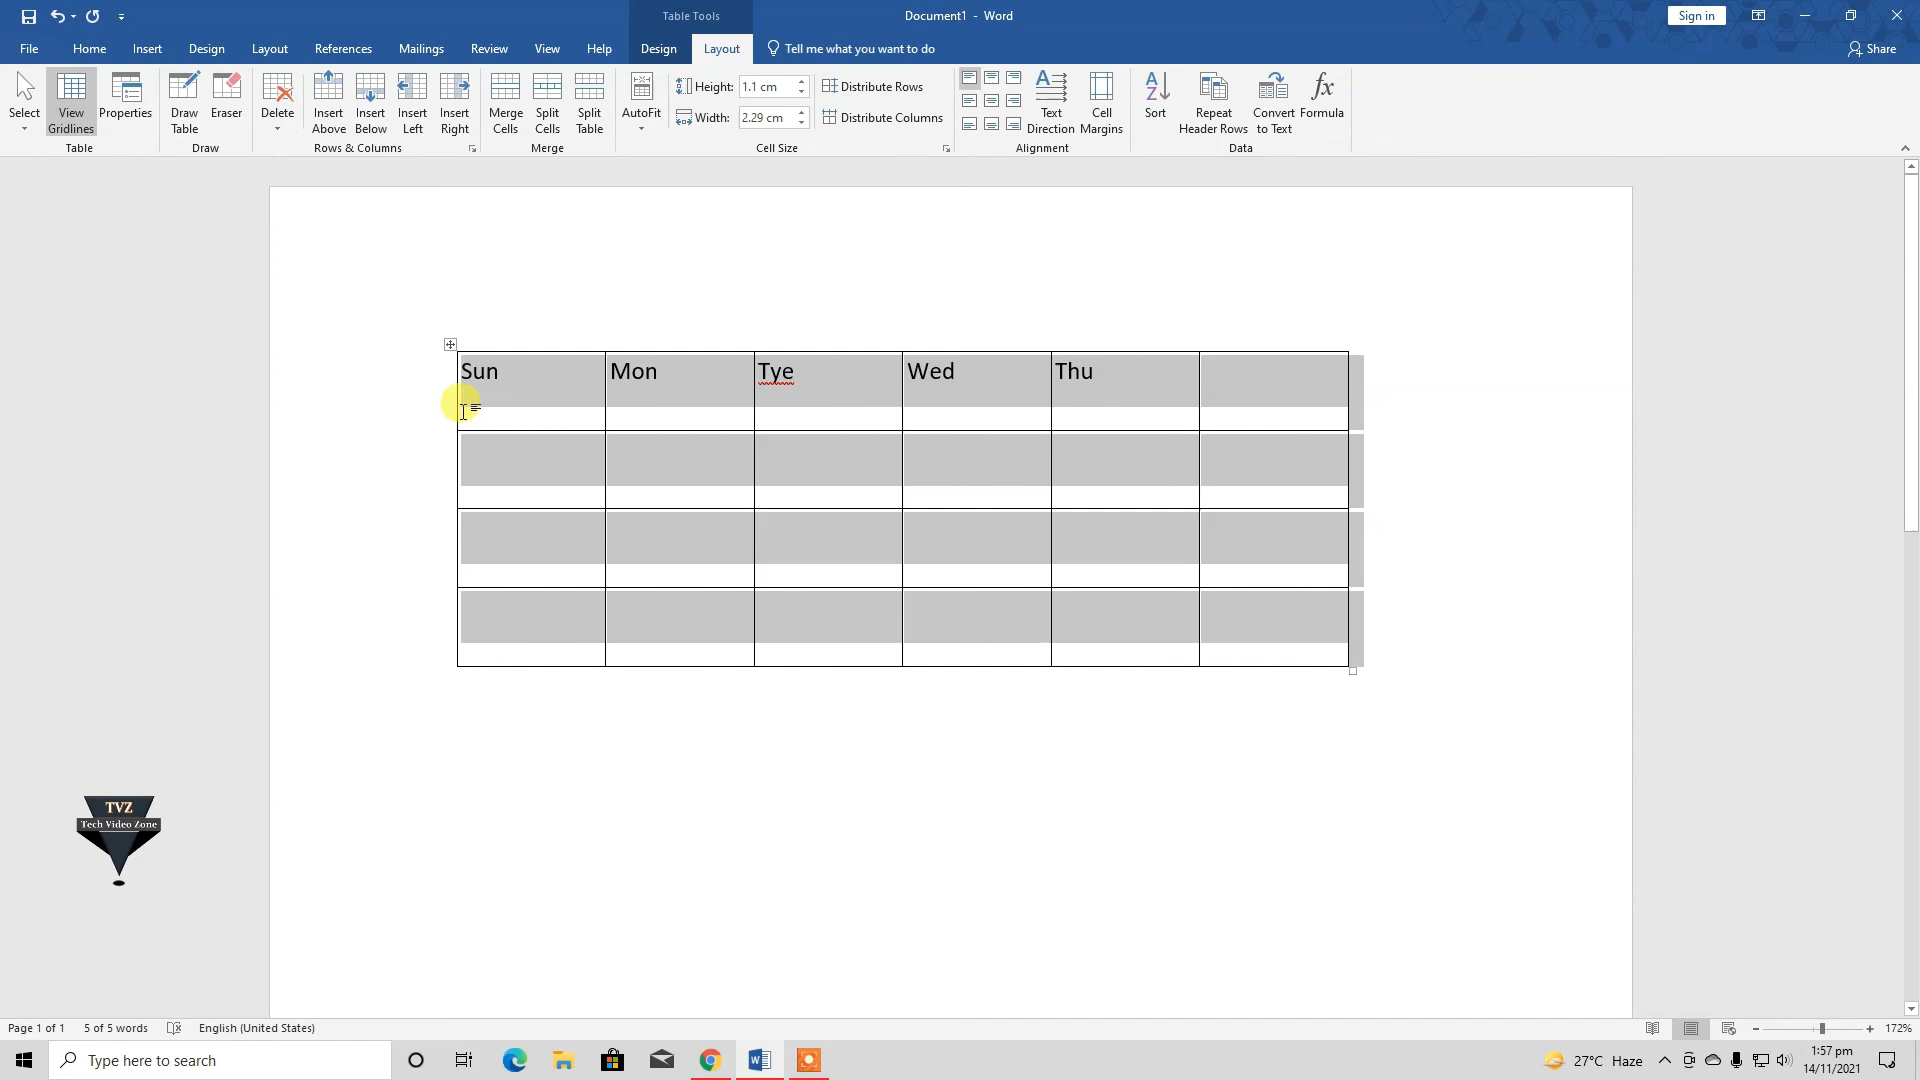 Table Tools
Document1 - Word
Sign in
File Home Insert Design Layout References Mailings Review View Help Design Layout Tell me what you want to do Share
Select
View Gridlines
Properties
Table
Draw Table
Eraser
Draw
Delete
Insert Above
Insert Below
Insert Left
Insert Right
Rows & Columns
Merge Cells
Split Cells
Split Table
Merge
AutoFit
Height: 1.1 cm
Width: 2.29 cm
Distribute Rows
Distribute Columns
Cell Size
Text Direction
Cell Margins
Alignment
Sort
Repeat Header Rows
Convert to Text
Formula
Data
Sun Mon Tye Wed Thu
TVZ
Tech Video Zone
Page 1 of 1 5 of 5 words English (United States) 172%
Type here to search
27°C Haze
1:57 pm
14/11/2021